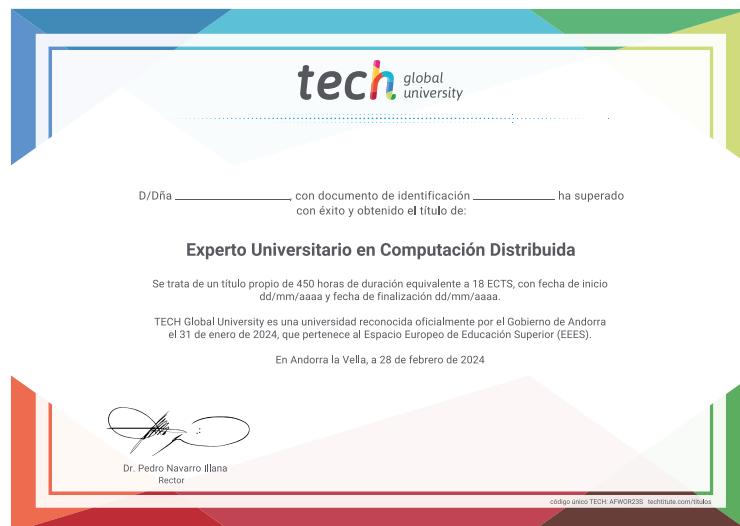 tech global
university
D/Dña ____________________, con documento de identificación ______________ ha superado
con éxito y obtenido el título de:
Experto Universitario en Computación Distribuida
Se trata de un título propio de 450 horas de duración equivalente a 18 ECTS, con fecha de inicio
dd/mm/aaaa y fecha de finalización dd/mm/aaaa.
TECH Global University es una universidad reconocida oficialmente por el Gobierno de Andorra
el 31 de enero de 2024, que pertenece al Espacio Europeo de Educación Superior (EEES).
En Andorra la Vella, a 28 de febrero de 2024
Dr. Pedro Navarro Illana
Rector
código único TECH: AFWOR23S techtitute.com/titulos